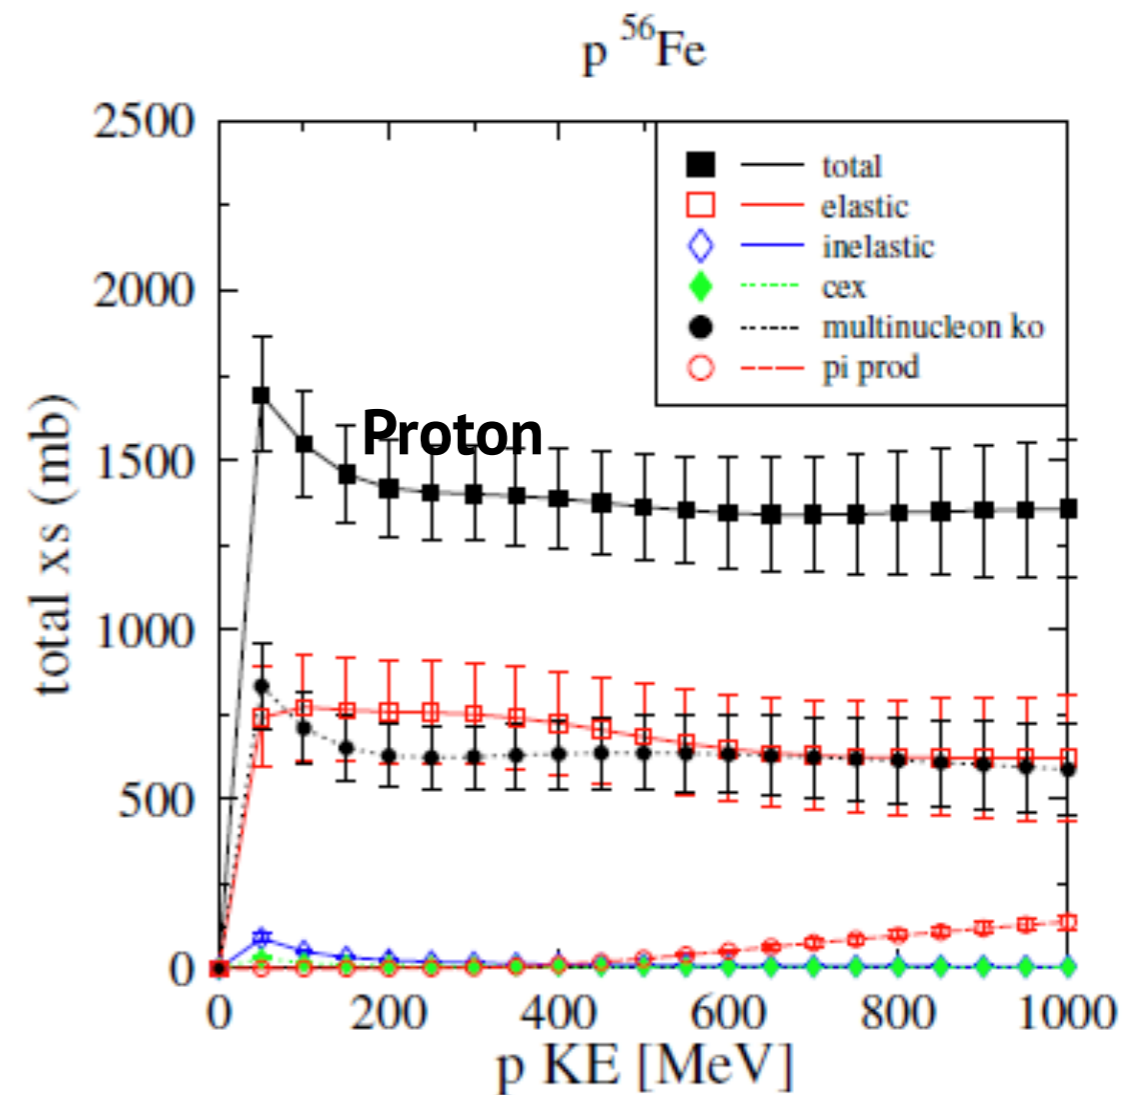 p ⁵⁶Fe
2500
2000
1500
1000
500
0
total xs (mb)
total
elastic
inelastic
cex
multinucleon ko
pi prod
Proton
0 200 400 600 800 1000
p KE [MeV]